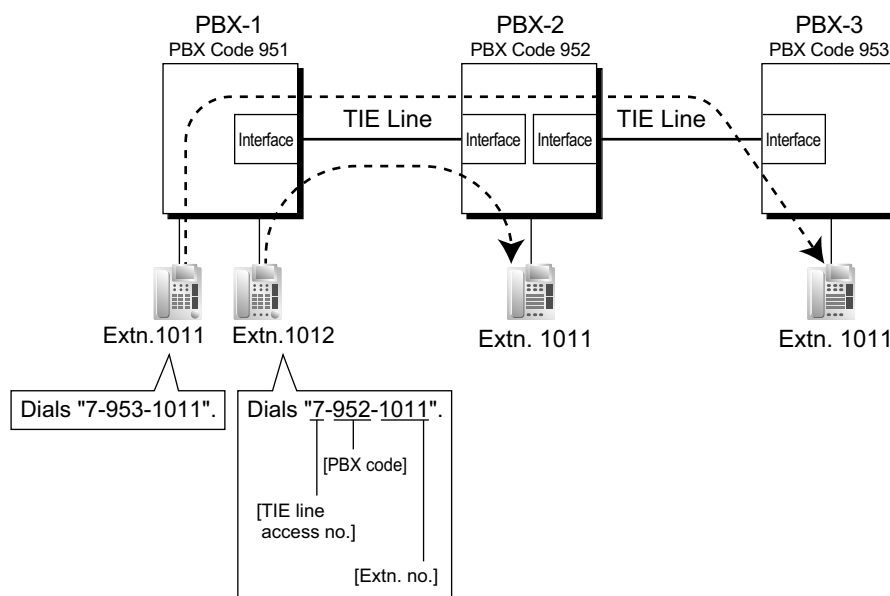 PBX-1
PBX Code 951
PBX-2
PBX Code 952
PBX-3
PBX Code 953
TIE Line
TIE Line
Interface
Interface
Interface
Interface
Extn.1011
Extn.1012
Extn. 1011
Extn. 1011
Dials "7-953-1011".
Dials "7-952-1011".
[PBX code]
[TIE line
access no.]
[Extn. no.]